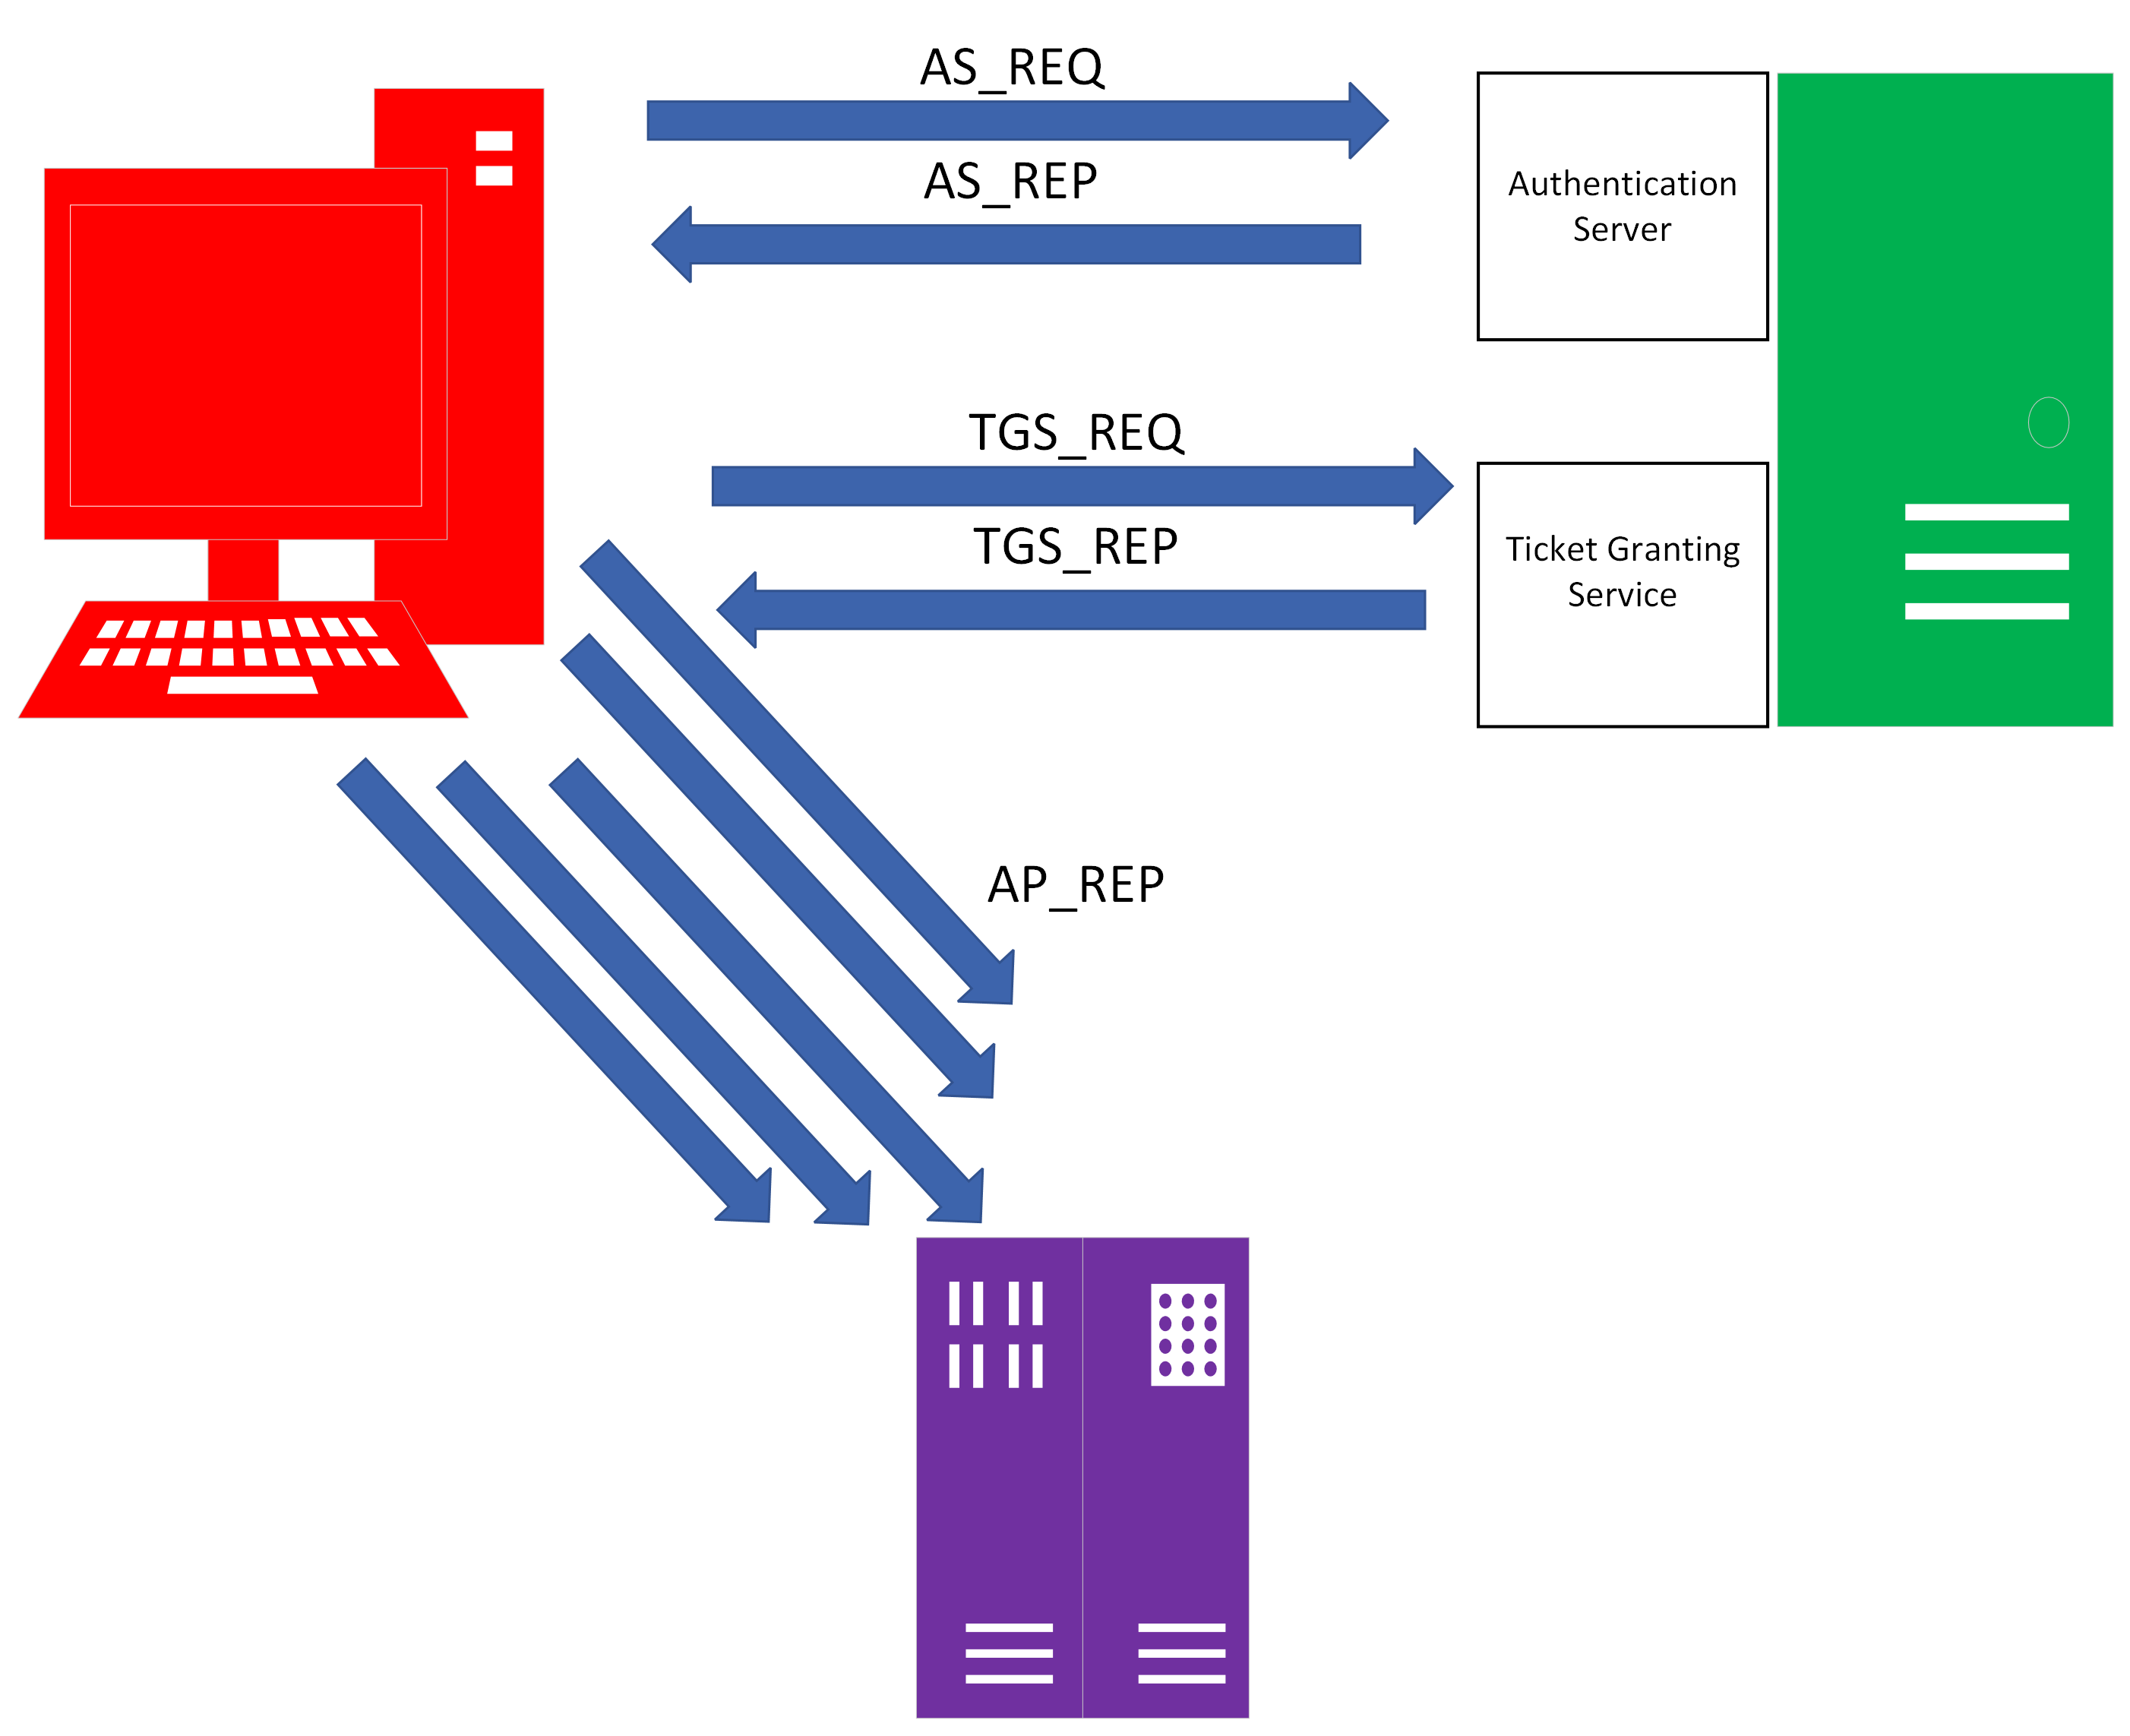 AS_REQ
AS_REP
Authentication
Server
TGS_REQ
TGS_REP
Ticket Granting
Service
AP_REP